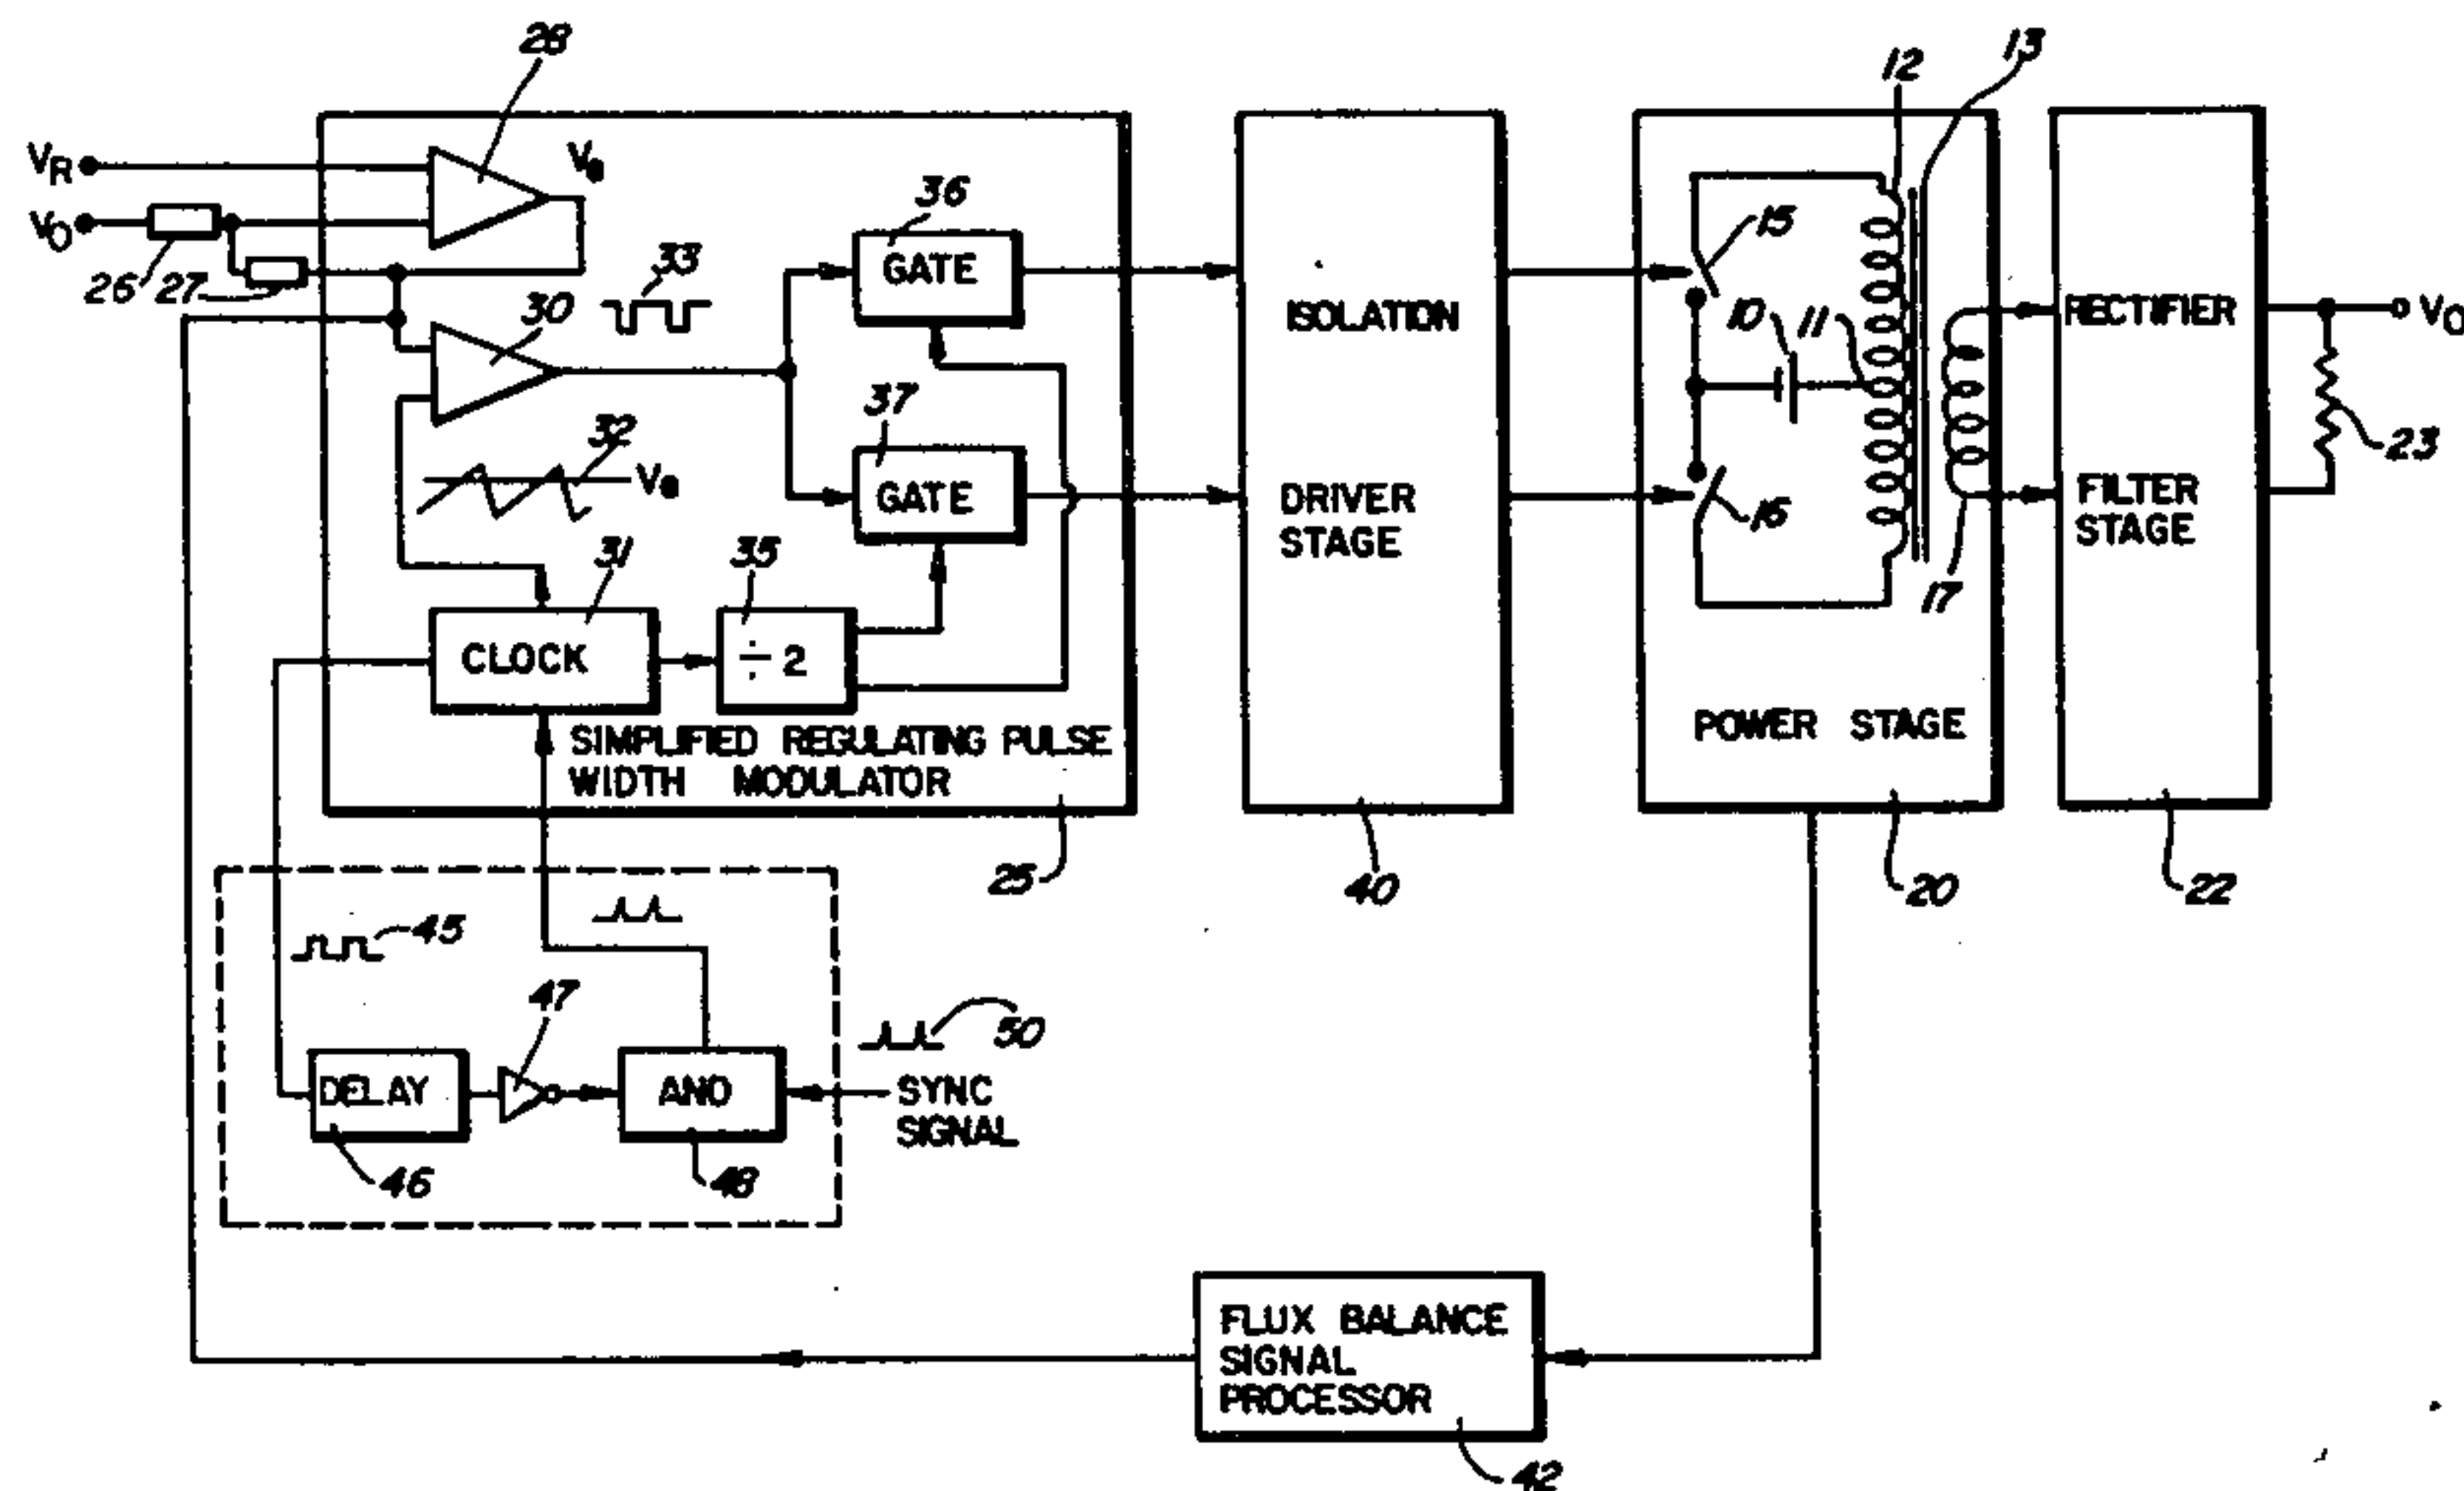 28
12
13
VR
Ve
36
VO
33
15
ISOLATION
26
27
30
GATE
10
11
RECTIFIER
VO
37
32
Ve
GATE
DRIVER
STAGE
16
FILTER
STAGE
23
31
35
17
CLOCK
÷ 2
SIMPLIFIED REGULATING PULSE
WIDTH MODULATOR
POWER STAGE
25
40
20
22
45
47
50
DELAY
AND
SYNC
SIGNAL
46
48
FLUX BALANCE
SIGNAL
PROCESSOR
42